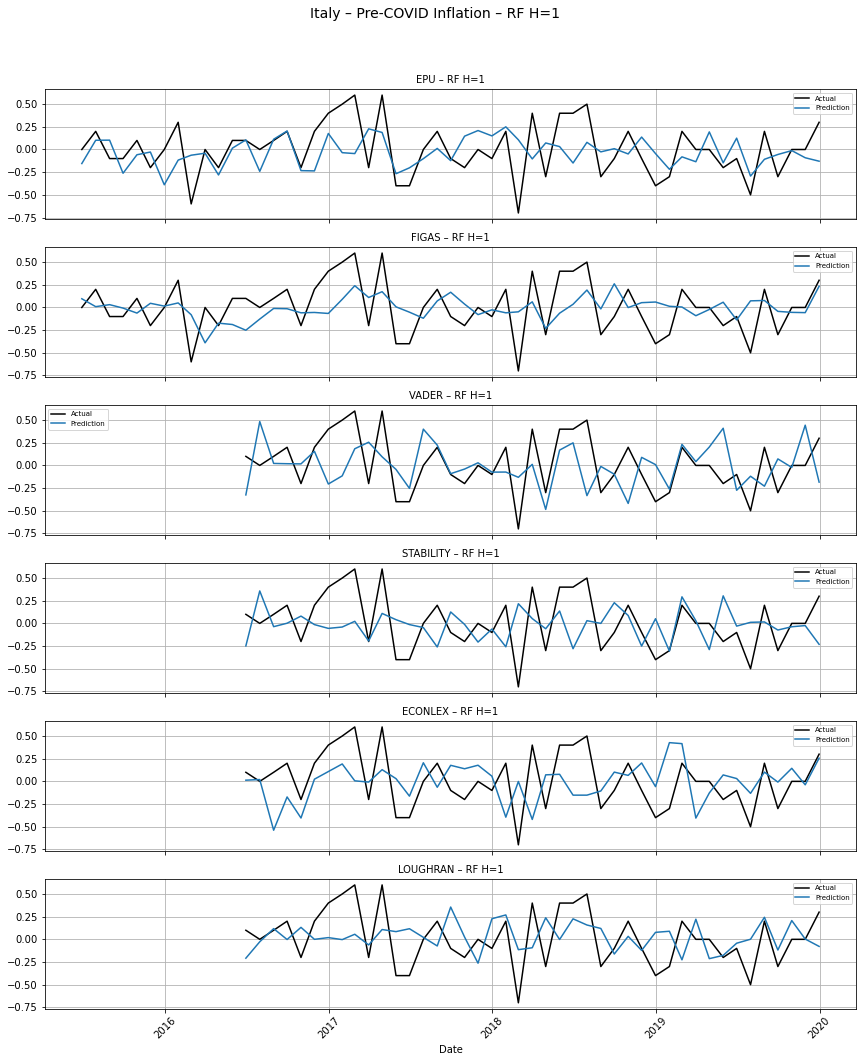 Italy – Pre-COVID Inflation – RF H=1
EPU – RF H=1
Actual
Prediction
0.50
0.25
0.00
−0.25
−0.50
−0.75
FIGAS – RF H=1
Actual
Prediction
0.50
0.25
0.00
−0.25
−0.50
−0.75
VADER – RF H=1
Actual
Prediction
0.50
0.25
0.00
−0.25
−0.50
−0.75
STABILITY – RF H=1
Actual
Prediction
0.50
0.25
0.00
−0.25
−0.50
−0.75
ECONLEX – RF H=1
Actual
Prediction
0.50
0.25
0.00
−0.25
−0.50
−0.75
LOUGHRAN – RF H=1
Actual
Prediction
0.50
0.25
0.00
−0.25
−0.50
−0.75
2016
2017
2018
2019
2020
Date